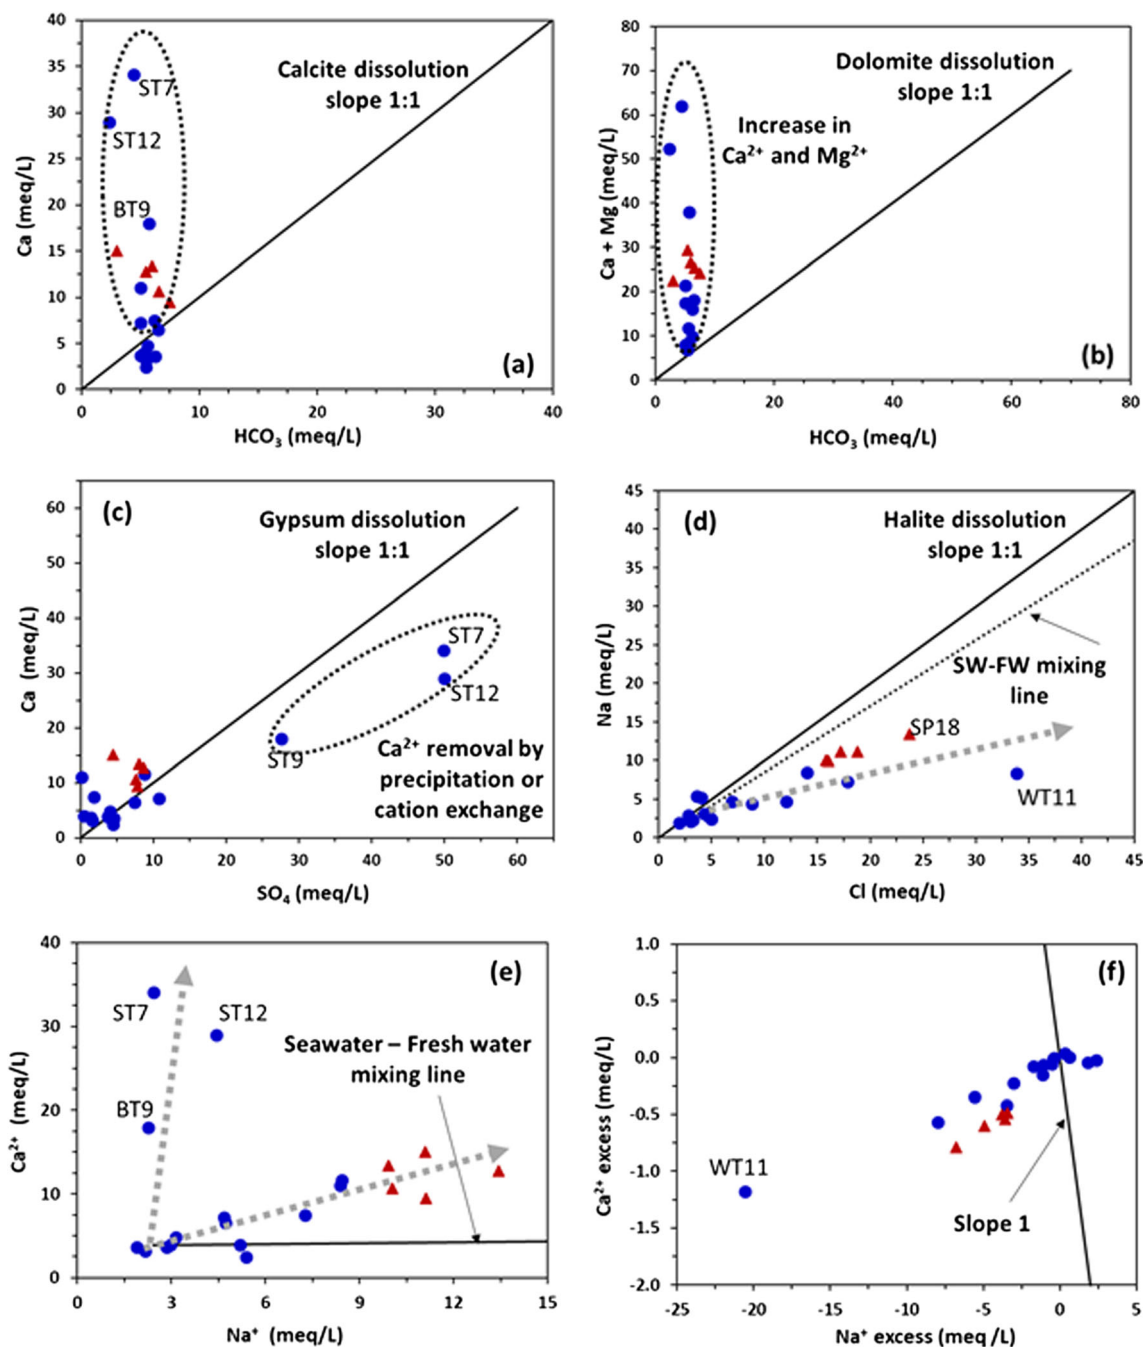 40
35
30
25
20
15
10
5
0
Ca (meq/L)
Calcite dissolution
slope 1:1
ST7
ST12
BT9
(a)
0 10 20 30 40
HCO₃ (meq/L)
80
70
60
50
40
30
20
10
0
Ca + Mg (meq/L)
Dolomite dissolution
slope 1:1
Increase in
Ca²⁺ and Mg²⁺
(b)
0 20 40 60 80
HCO₃ (meq/L)
60
50
40
30
20
10
0
Ca (meq/L)
(c)
Gypsum dissolution
slope 1:1
ST7
ST12
ST9
Ca²⁺ removal by
precipitation or
cation exchange
0 10 20 30 40 50 60
SO₄ (meq/L)
45
40
35
30
25
20
15
10
5
0
Na (meq/L)
(d)
Halite dissolution
slope 1:1
SW-FW mixing
line
SP18
WT11
0 5 10 15 20 25 30 35 40 45
Cl (meq/L)
40
30
20
10
0
Ca²⁺ (meq/L)
(e)
ST7
ST12
Seawater – Fresh water
mixing line
BT9
0 3 6 9 12 15
Na⁺ (meq/L)
1.0
0.5
0.0
-0.5
-1.0
-1.5
-2.0
Ca²⁺ excess (meq/L)
(f)
WT11
Slope 1
-25 -20 -15 -10 -5 0 5
Na⁺ excess (meq /L)